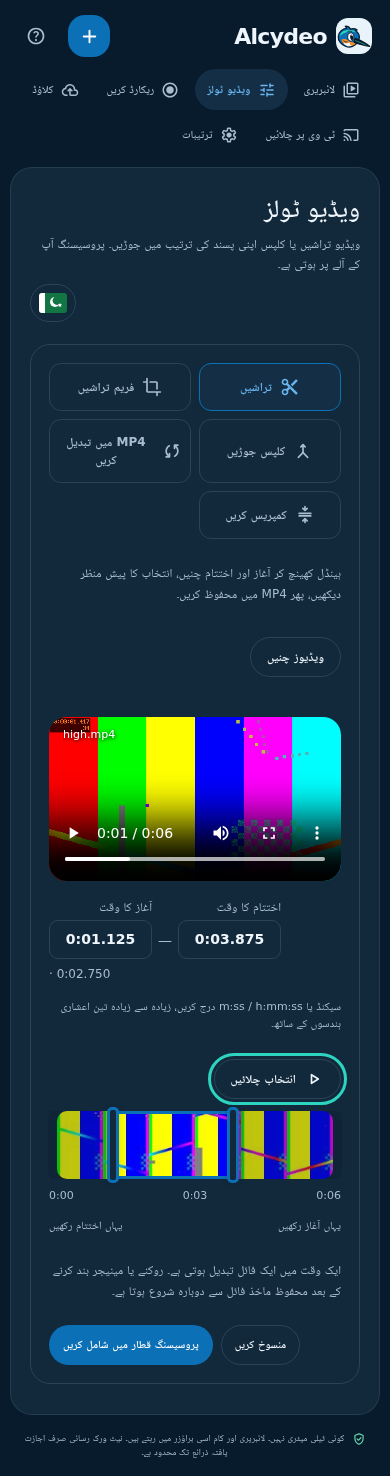 Alcydeo
لائبریری
ویڈیو ٹولز
ریکارڈ کریں
کلاؤڈ
ٹی وی پر چلائیں
ترتیبات
ویڈیو ٹولز
ویڈیو تراشیں یا کلپس اپنی پسند کی ترتیب میں جوڑیں۔ پروسیسنگ آپ
کے آلے پر ہوتی ہے۔
تراشیں
فریم تراشیں
کلپس جوڑیں
MP4 میں تبدیل
کریں
کمپریس کریں
ہینڈل کھینچ کر آغاز اور اختتام چنیں، انتخاب کا پیش منظر
دیکھیں، پھر MP4 میں محفوظ کریں۔
ویڈیوز چنیں
high.mp4
0:01 / 0:06
آغاز کا وقت
اختتام کا وقت
0:01.125 — 0:03.875
· 0:02.750
سیکنڈ یا m:ss / h:mm:ss درج کریں، زیادہ سے زیادہ تین اعشاری
ہندسوں کے ساتھ۔
انتخاب چلائیں
0:00
0:03
0:06
یہاں آغاز رکھیں
یہاں اختتام رکھیں
ایک وقت میں ایک فائل تبدیل ہوتی ہے۔ روکنے یا مینیجر بند کرنے
کے بعد محفوظ ماخذ فائل سے دوبارہ شروع ہوتا ہے۔
منسوخ کریں
پروسیسنگ قطار میں شامل کریں
کوئی ٹیلی میٹری نہیں۔ لائبریری اور کام اسی براؤزر میں رہتے ہیں۔ نیٹ ورک رسائی صرف اجازت
یافتہ ذرائع تک محدود ہے۔